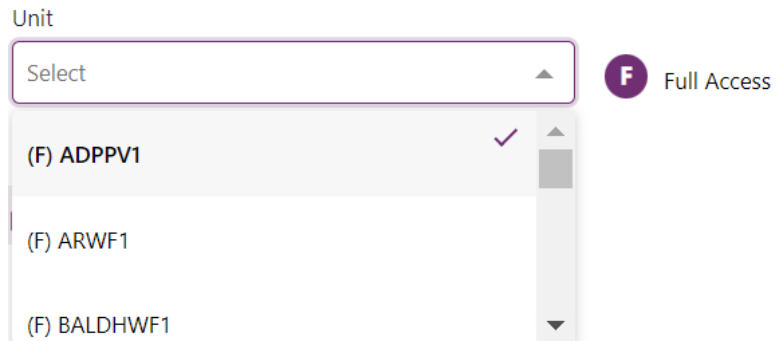 Unit
Select
F Full Access
(F) ADPPV1
(F) ARWF1
(F) BALDHWF1